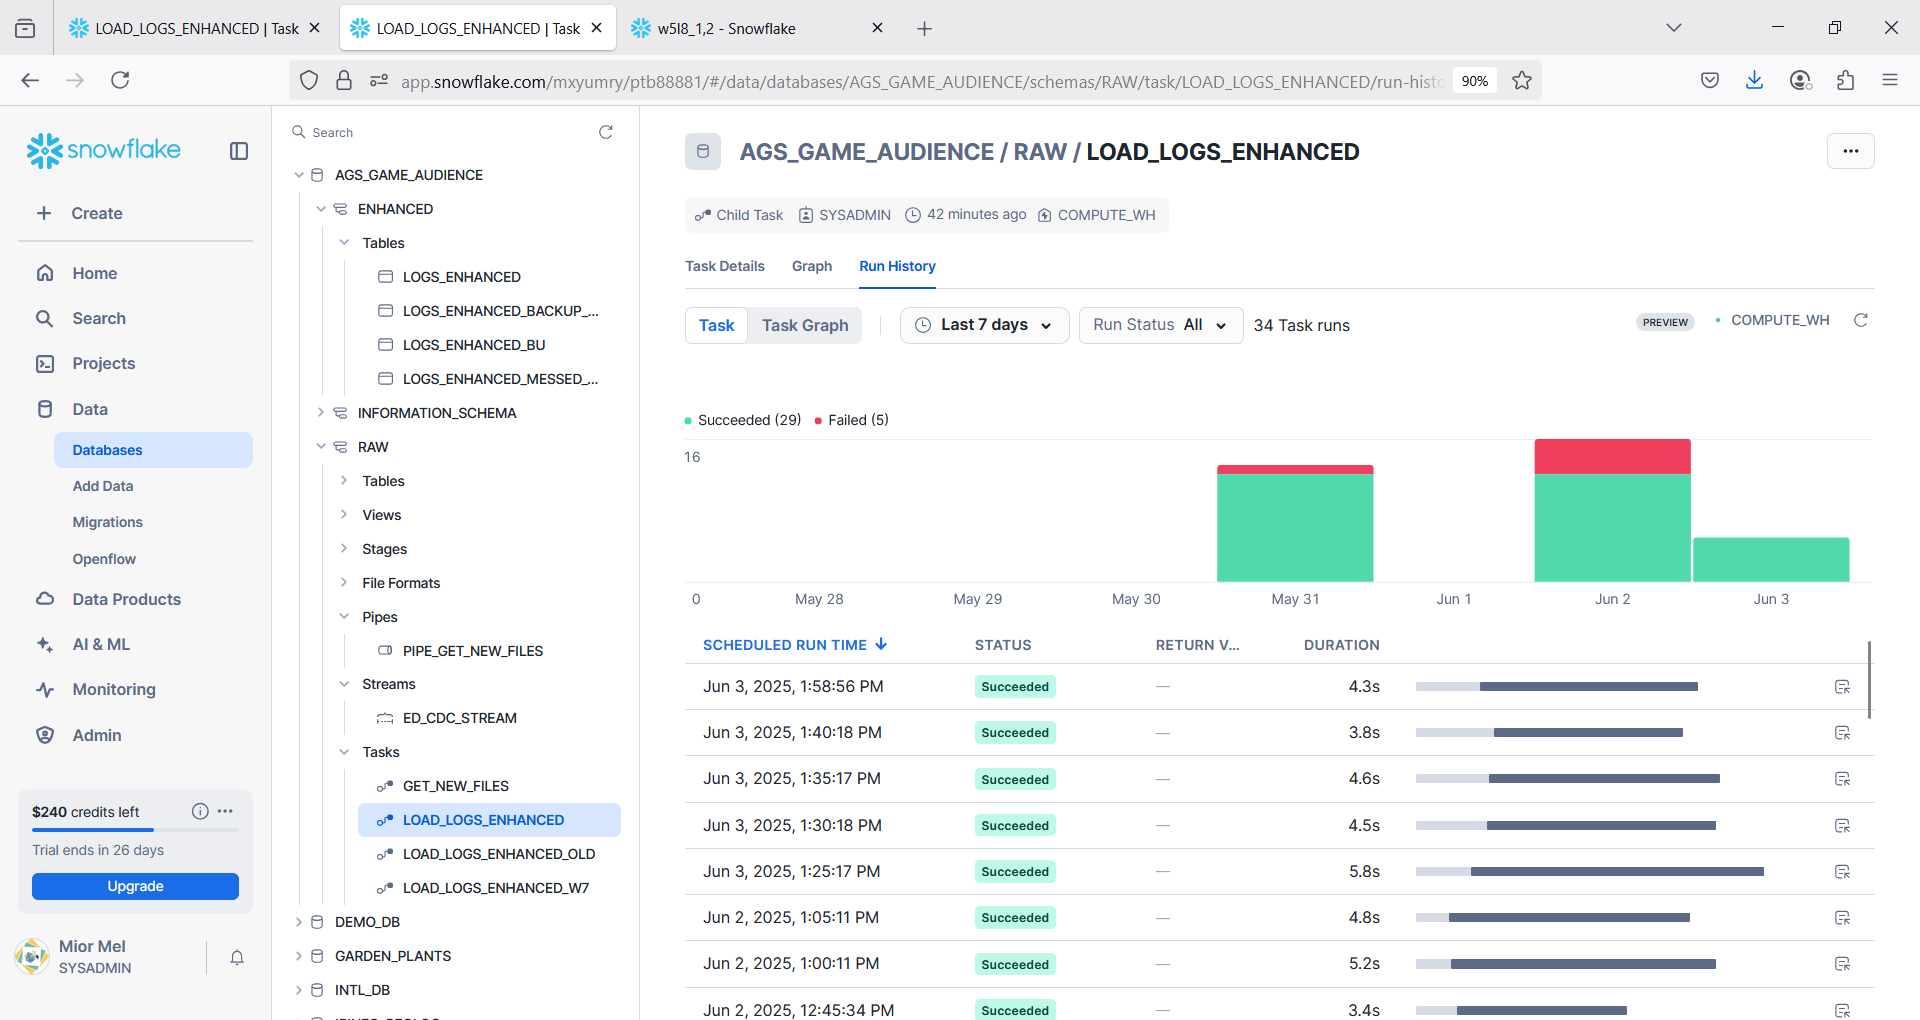 LOAD_LOGS_ENHANCED | Task
LOAD_LOGS_ENHANCED | Task
w5l8_1,2 - Snowflake
app.snowflake.com/mxyumry/ptb88881/#/data/databases/AGS_GAME_AUDIENCE/schemas/RAW/task/LOAD_LOGS_ENHANCED/run-histo
90%
snowflake
Create
Home
Search
Projects
Data
Databases
Add Data
Migrations
Openflow
Data Products
AI & ML
Monitoring
Admin
$240 credits left
Trial ends in 26 days
Upgrade
Mior Mel
SYSADMIN
Search
AGS_GAME_AUDIENCE
ENHANCED
Tables
LOGS_ENHANCED
LOGS_ENHANCED_BACKUP_...
LOGS_ENHANCED_BU
LOGS_ENHANCED_MESSED_...
INFORMATION_SCHEMA
RAW
Tables
Views
Stages
File Formats
Pipes
PIPE_GET_NEW_FILES
Streams
ED_CDC_STREAM
Tasks
GET_NEW_FILES
LOAD_LOGS_ENHANCED
LOAD_LOGS_ENHANCED_OLD
LOAD_LOGS_ENHANCED_W7
DEMO_DB
GARDEN_PLANTS
INTL_DB
AGS_GAME_AUDIENCE / RAW / LOAD_LOGS_ENHANCED
Child Task SYSADMIN 42 minutes ago COMPUTE_WH
Task Details Graph Run History
Task Task Graph Last 7 days Run Status All 34 Task runs PREVIEW COMPUTE_WH
Succeeded (29) Failed (5)
16
0 May 28 May 29 May 30 May 31 Jun 1 Jun 2 Jun 3
SCHEDULED RUN TIME STATUS RETURN V... DURATION
Jun 3, 2025, 1:58:56 PM Succeeded — 4.3s
Jun 3, 2025, 1:40:18 PM Succeeded — 3.8s
Jun 3, 2025, 1:35:17 PM Succeeded — 4.6s
Jun 3, 2025, 1:30:18 PM Succeeded — 4.5s
Jun 3, 2025, 1:25:17 PM Succeeded — 5.8s
Jun 2, 2025, 1:05:11 PM Succeeded — 4.8s
Jun 2, 2025, 1:00:11 PM Succeeded — 5.2s
Jun 2, 2025, 12:45:34 PM Succeeded — 3.4s